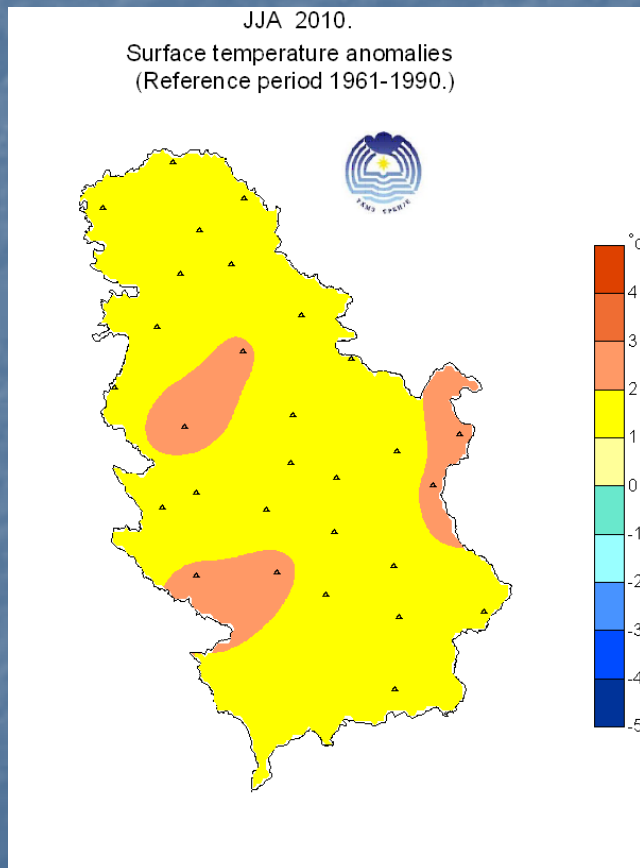 JJA 2010.
Surface temperature anomalies
(Reference period 1961-1990.)
°C
4
3
2
1
0
-1
-2
-3
-4
-5